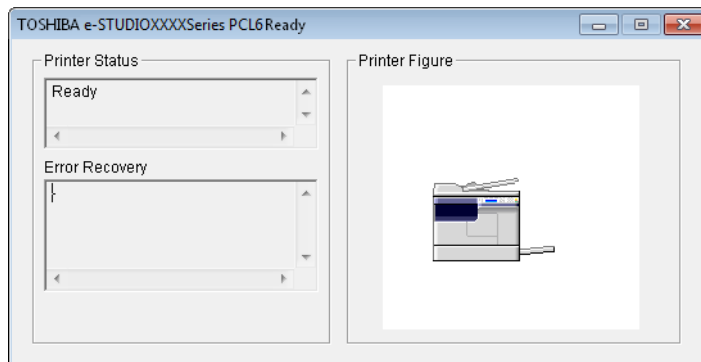 TOSHIBA e-STUDIOXXXXSeries PCL6Ready
Printer Status
Ready
Error Recovery
Printer Figure